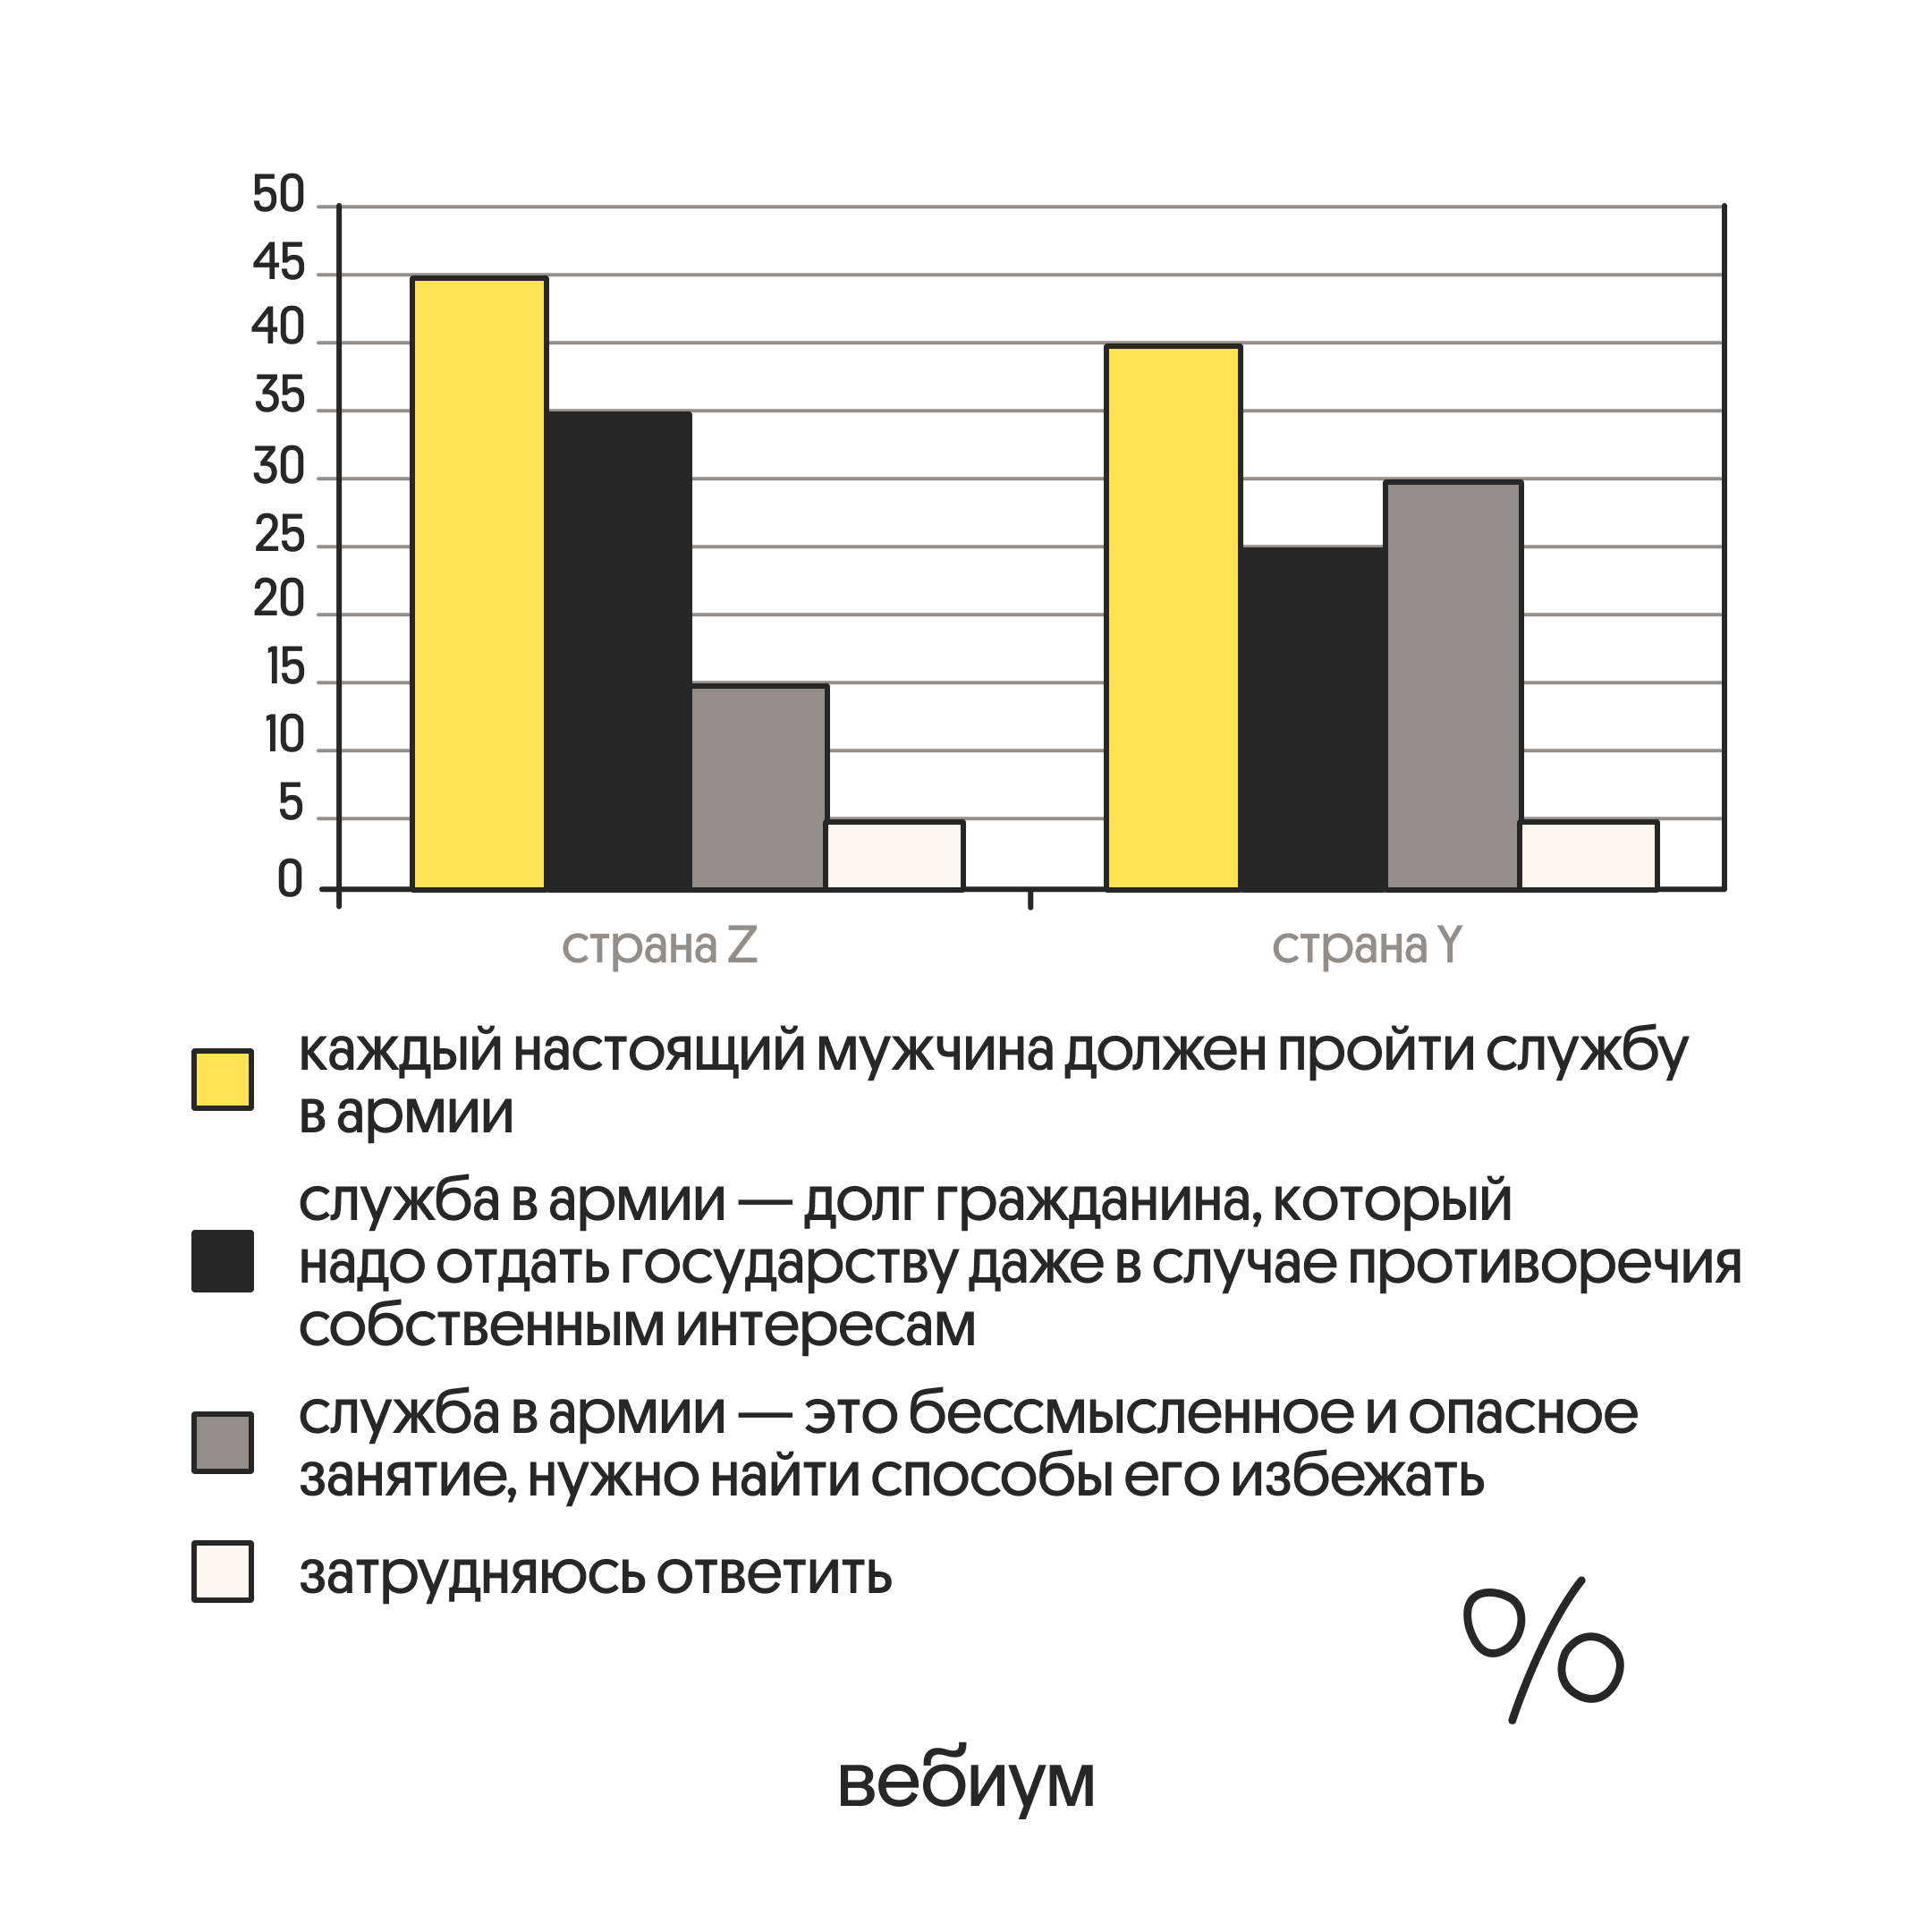 50
45
40
35
30
25
20
15
10
5
0
страна Z
страна Y
каждый настоящий мужчина должен пройти службу
в армии
служба в армии — долг гражданина, который
надо отдать государству даже в случае противоречия
собственным интересам
служба в армии — это бессмысленное и опасное
занятие, нужно найти способы его избежать
затрудняюсь ответить
%
вебиум